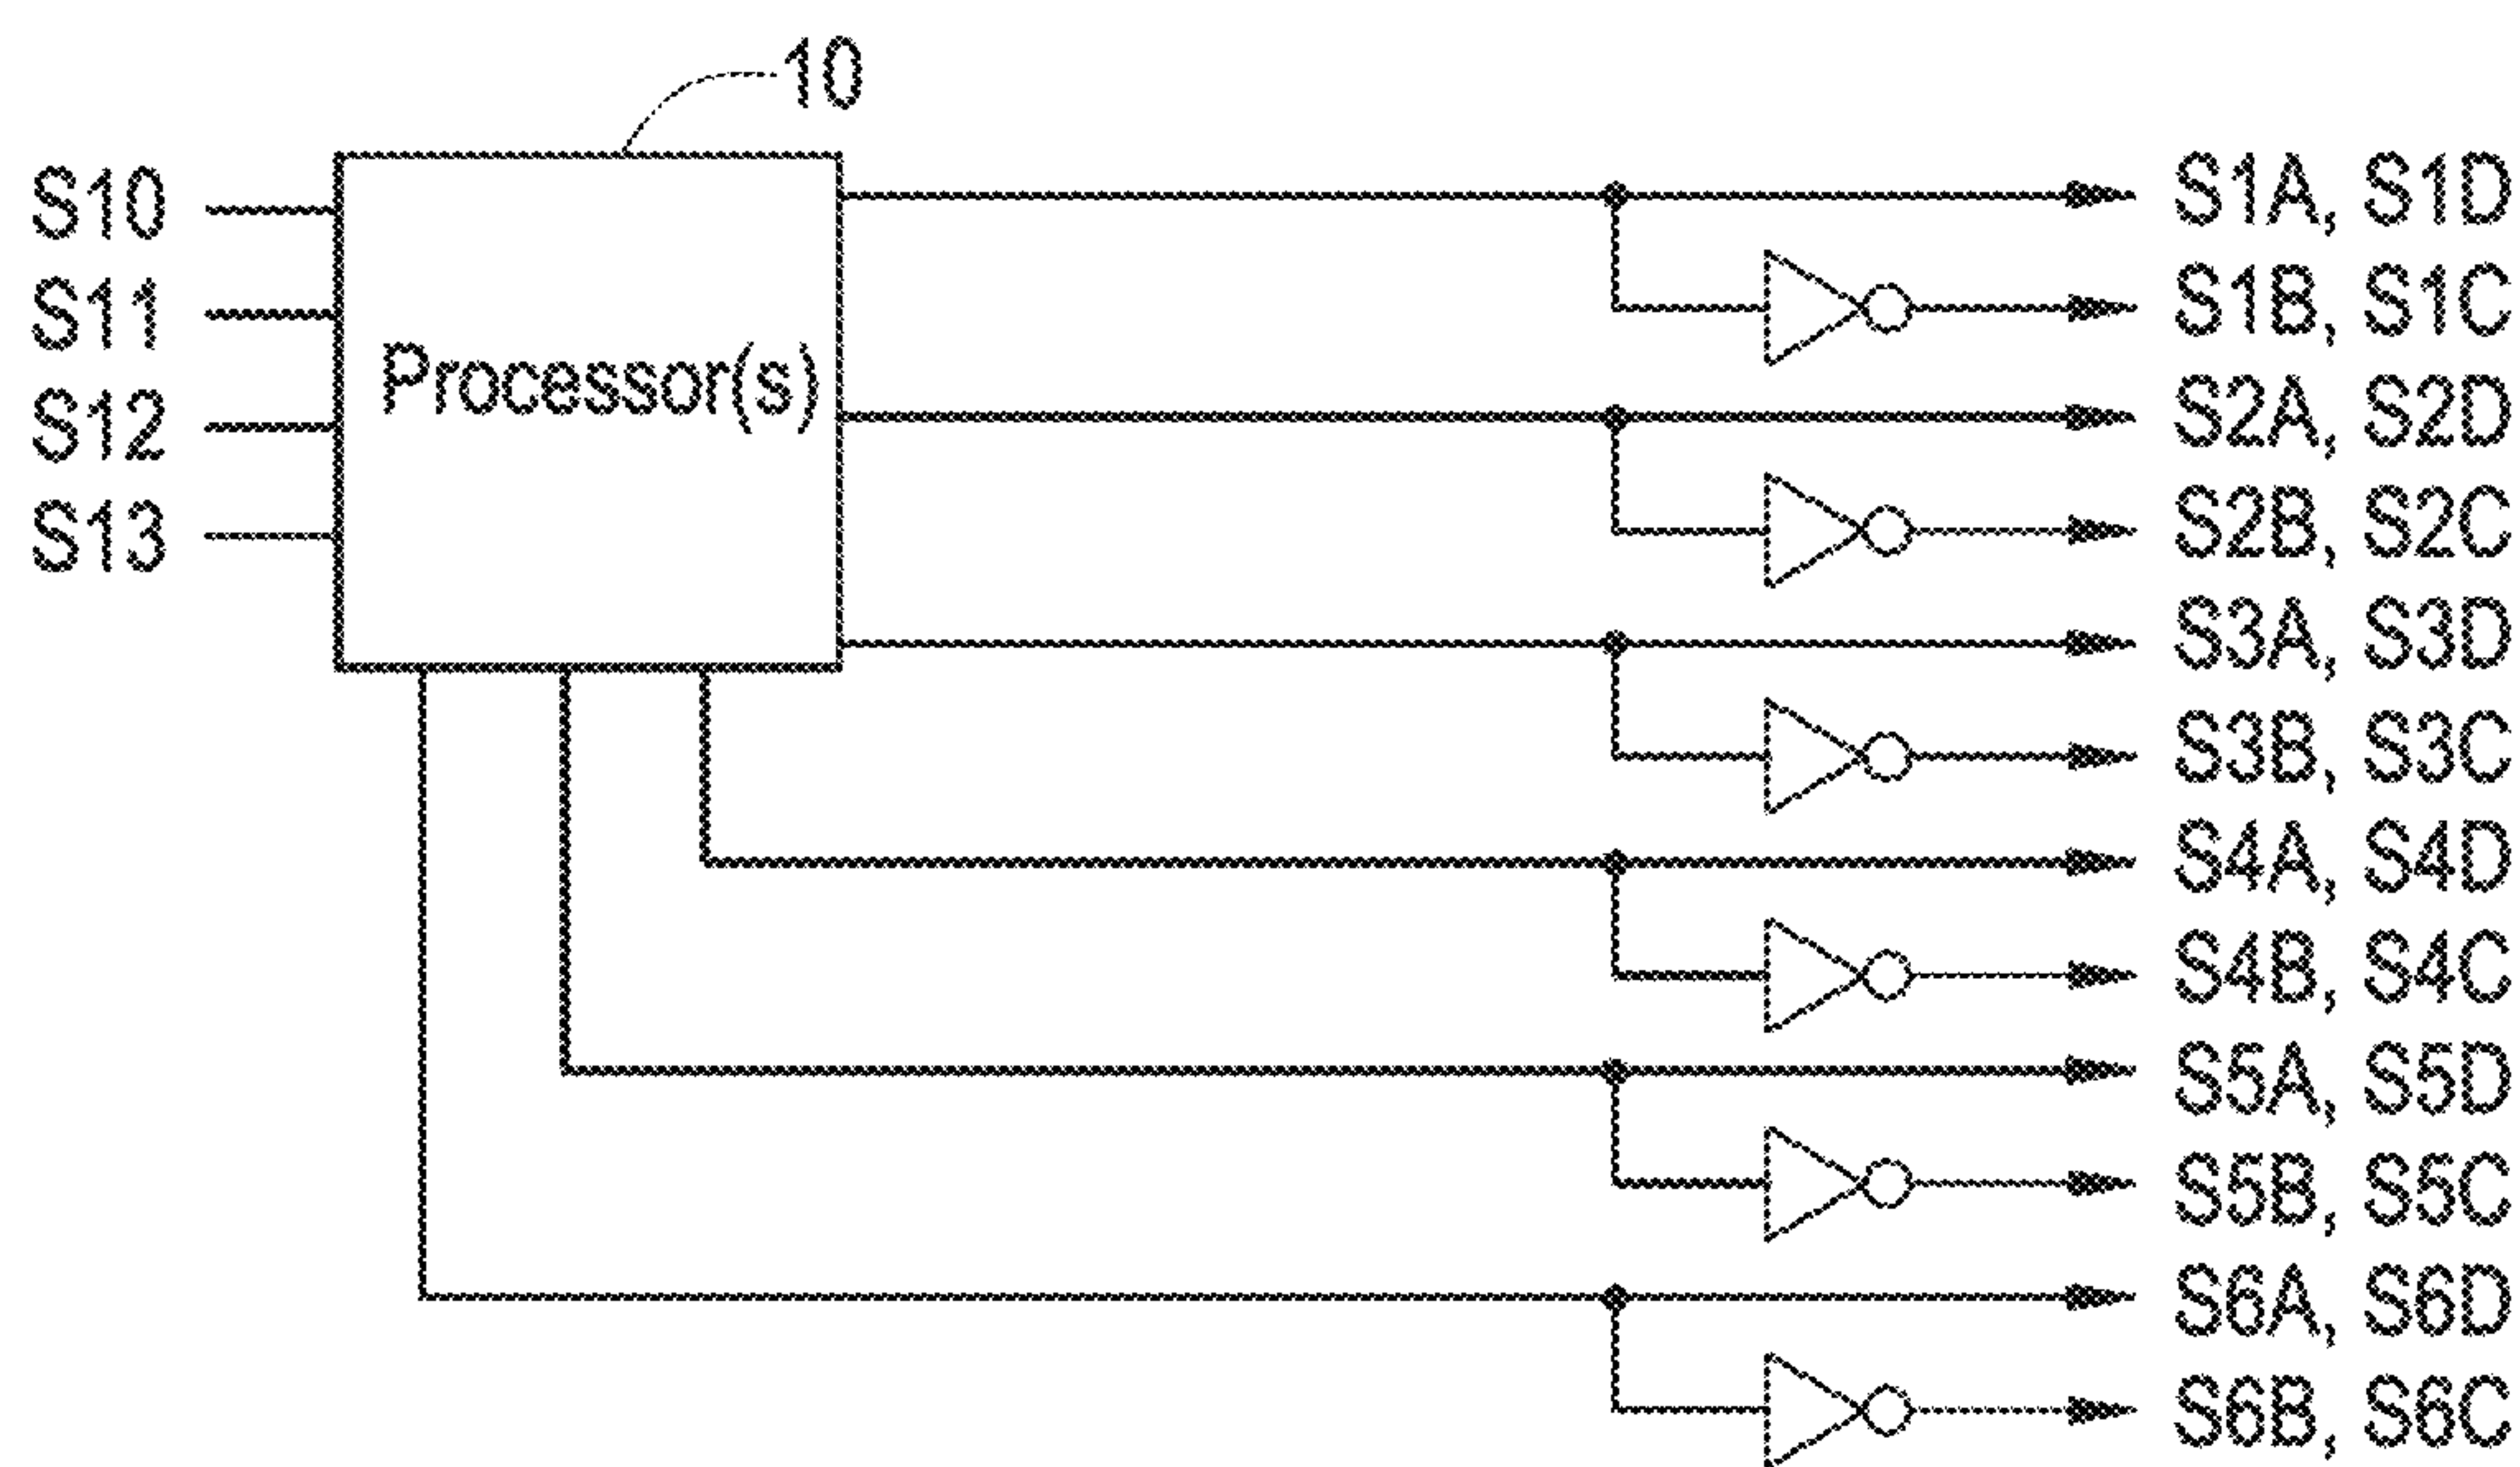 10
S10
S11
S12
S13
Processor(s)
S1A, S1D
S1B, S1C
S2A, S2D
S2B, S2C
S3A, S3D
S3B, S3C
S4A, S4D
S4B, S4C
S5A, S5D
S5B, S5C
S6A, S6D
S6B, S6C